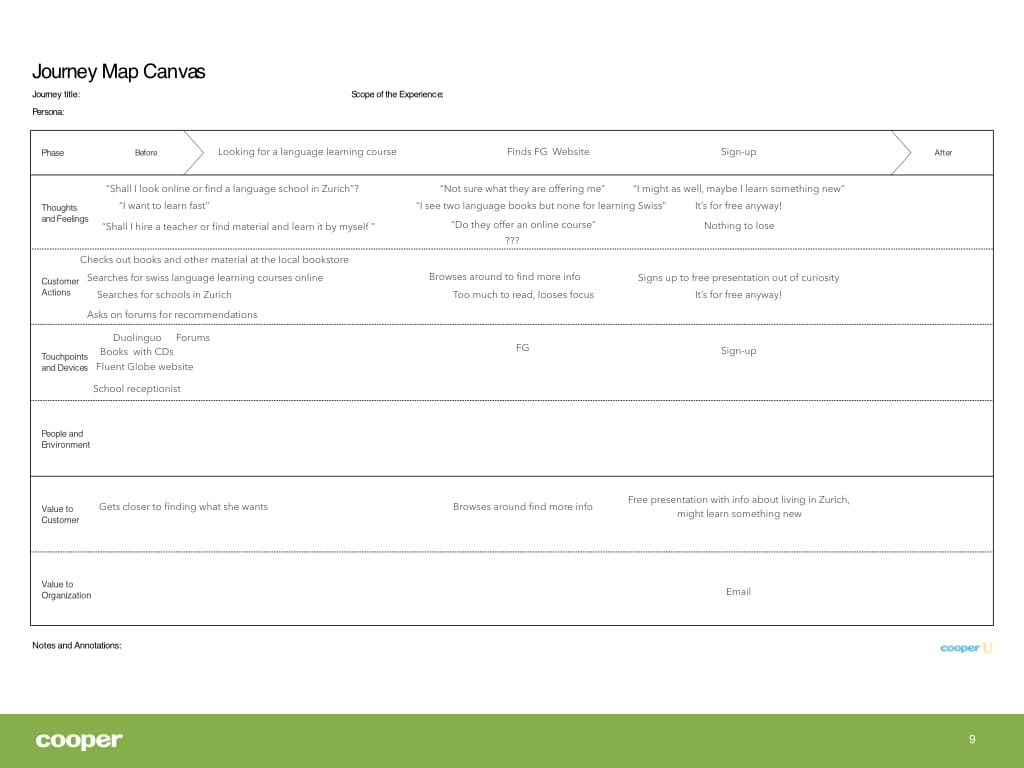 Journey Map Canvas
Journey title:
Scope of the Experience:
Persona:
Phase
Before
Looking for a language learning course
Finds FG Website
Sign-up
After
Thoughts
and Feelings
“Shall I look online or find a language school in Zurich”?
“I want to learn fast”
“Shall I hire a teacher or find material and learn it by myself “
“Not sure what they are offering me”
“I see two language books but none for learning Swiss”
“Do they offer an online course”
???
“I might as well, maybe I learn something new”
It’s for free anyway!
Nothing to lose
Customer
Actions
Checks out books and other material at the local bookstore
Searches for swiss language learning courses online
Searches for schools in Zurich
Asks on forums for recommendations
Browses around to find more info
Too much to read, looses focus
Signs up to free presentation out of curiosity
It’s for free anyway!
Touchpoints
and Devices
Duolinguo Forums
Books with CDs
Fluent Globe website
School receptionist
FG
Sign-up
People and
Environment
Value to
Customer
Gets closer to finding what she wants
Browses around find more info
Free presentation with info about living in Zurich,
might learn something new
Value to
Organization
Email
Notes and Annotations:
cooper U
cooper
9